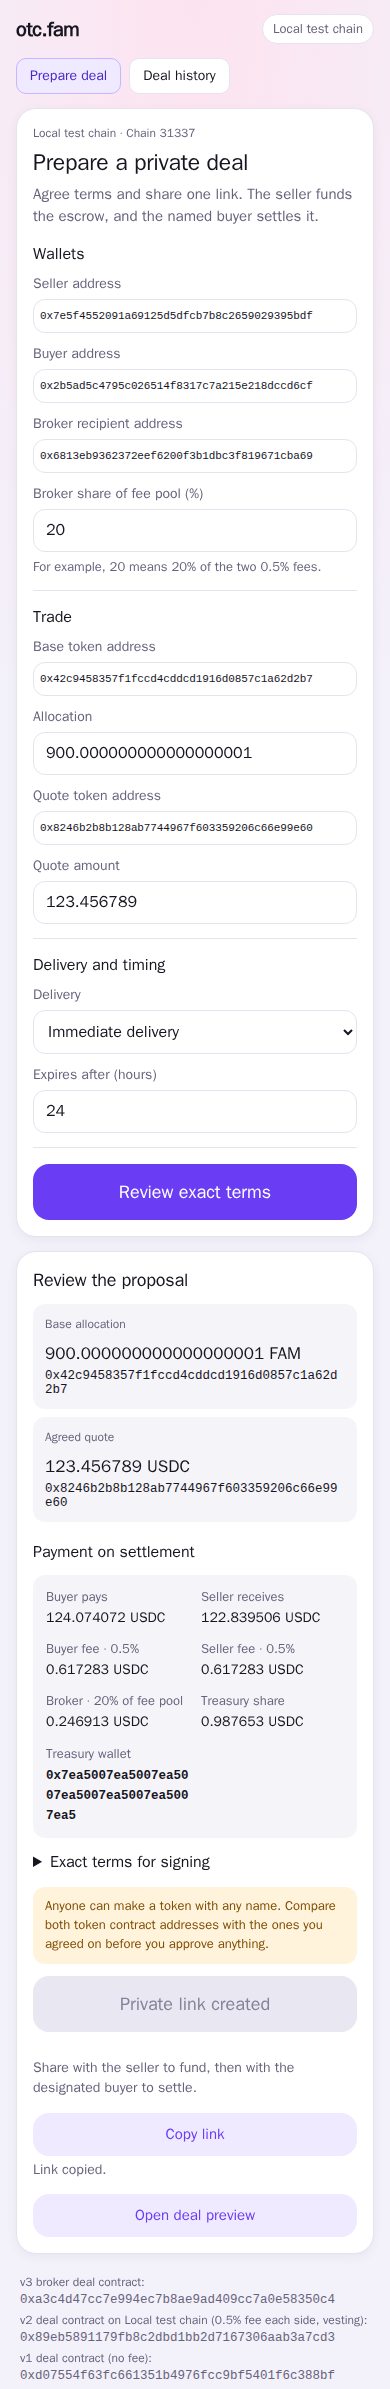 otc.fam
Local test chain
Prepare deal
Deal history
Local test chain · Chain 31337
Prepare a private deal
Agree terms and share one link. The seller funds
the escrow, and the named buyer settles it.
Wallets
Seller address
0x7e5f4552091a69125d5dfcb7b8c2659029395bdf
Buyer address
0x2b5ad5c4795c026514f8317c7a215e218dccd6cf
Broker recipient address
0x6813eb9362372eef6200f3b1dbc3f819671cba69
Broker share of fee pool (%)
20
For example, 20 means 20% of the two 0.5% fees.
Trade
Base token address
0x42c9458357f1fccd4cddcd1916d0857c1a62d2b7
Allocation
900.000000000000000001
Quote token address
0x8246b2b8b128ab7744967f603359206c66e99e60
Quote amount
123.456789
Delivery and timing
Delivery
Immediate delivery
Expires after (hours)
24
Review exact terms
Review the proposal
Base allocation
900.000000000000000001 FAM
0x42c9458357f1fccd4cddcd1916d0857c1a62d
2b7
Agreed quote
123.456789 USDC
0x8246b2b8b128ab7744967f603359206c66e99
e60
Payment on settlement
Buyer pays
Seller receives
124.074072 USDC
122.839506 USDC
Buyer fee · 0.5%
Seller fee · 0.5%
0.617283 USDC
0.617283 USDC
Broker · 20% of fee pool
Treasury share
0.246913 USDC
0.987653 USDC
Treasury wallet
0x7ea5007ea5007ea50
07ea5007ea5007ea500
7ea5
Exact terms for signing
Anyone can make a token with any name. Compare
both token contract addresses with the ones you
agreed on before you approve anything.
Private link created
Share with the seller to fund, then with the
designated buyer to settle.
Copy link
Link copied.
Open deal preview
v3 broker deal contract:
0xa3c4d47cc7e994ec7b8ae9ad409cc7a0e58350c4
v2 deal contract on Local test chain (0.5% fee each side, vesting):
0x89eb5891179fb8c2dbd1bb2d7167306aab3a7cd3
v1 deal contract (no fee):
0xd07554f63fc661351b4976fcc9bf5401f6c388bf